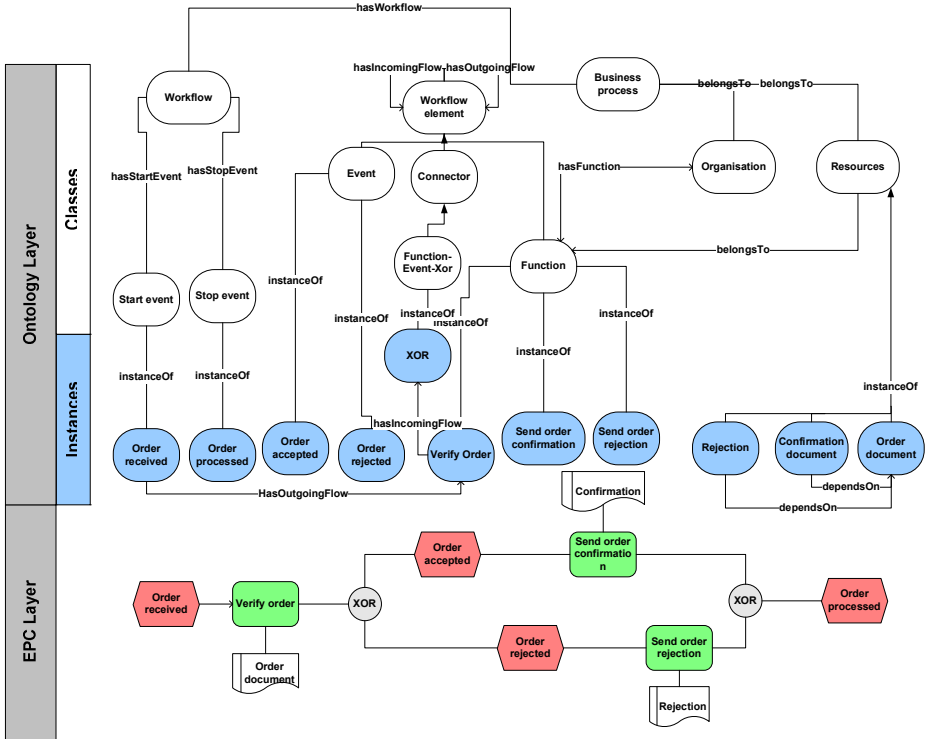 hasWorkflow
hasIncomingFlow
hasOutgoingFlow
Business
process
belongsTo
belongsTo
Workflow
Workflow
element
hasStartEvent
hasStopEvent
Event
Connector
hasFunction
Organisation
Resources
Ontology Layer
Classes
Function-
Event-Xor
Function
belongsTo
Start event
Stop event
instanceOf
instanceOf
instanceOf
instanceOf
instanceOf
XOR
instanceOf
instanceOf
instanceOf
instanceOf
Instances
hasIncomingFlow
Order
received
Order
processed
Order
accepted
Order
rejected
Verify Order
Send order
confirmation
Send order
rejection
Rejection
Confirmation
document
Order
document
HasOutgoingFlow
dependsOn
dependsOn
EPC Layer
Confirmation
Order
accepted
Send order
confirmatio
n
Order
received
Verify order
XOR
XOR
Order
processed
Order
rejected
Send order
rejection
Order
document
Rejection